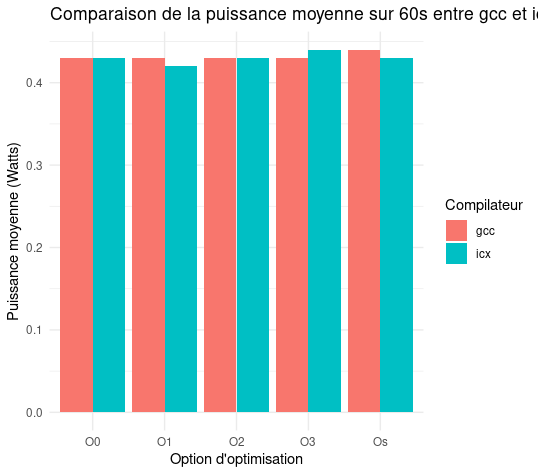 Comparaison de la puissance moyenne sur 60s entre gcc et
Puissance moyenne (Watts)
0.4
0.3
0.2
0.1
0.0
O0
O1
O2
O3
Os
Option d'optimisation
Compilateur
gcc
icx